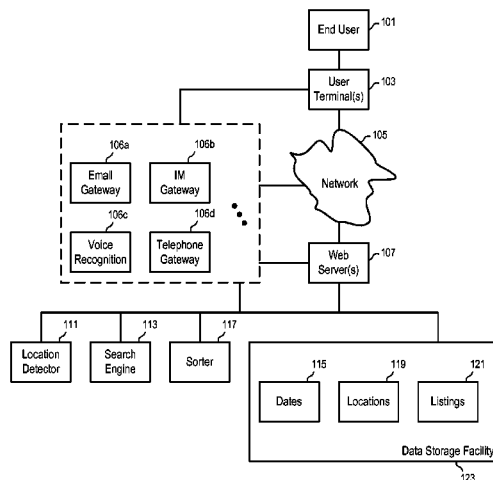 End User
101
User
Terminal(s)
103
105
Network
106a
106b
Email
Gateway
IM
Gateway
106c
106d
Voice
Recognition
Telephone
Gateway
Web
Server(s)
107
111
113
117
Location
Detector
Search
Engine
Sorter
115
119
121
Dates
Locations
Listings
Data Storage Facility
123